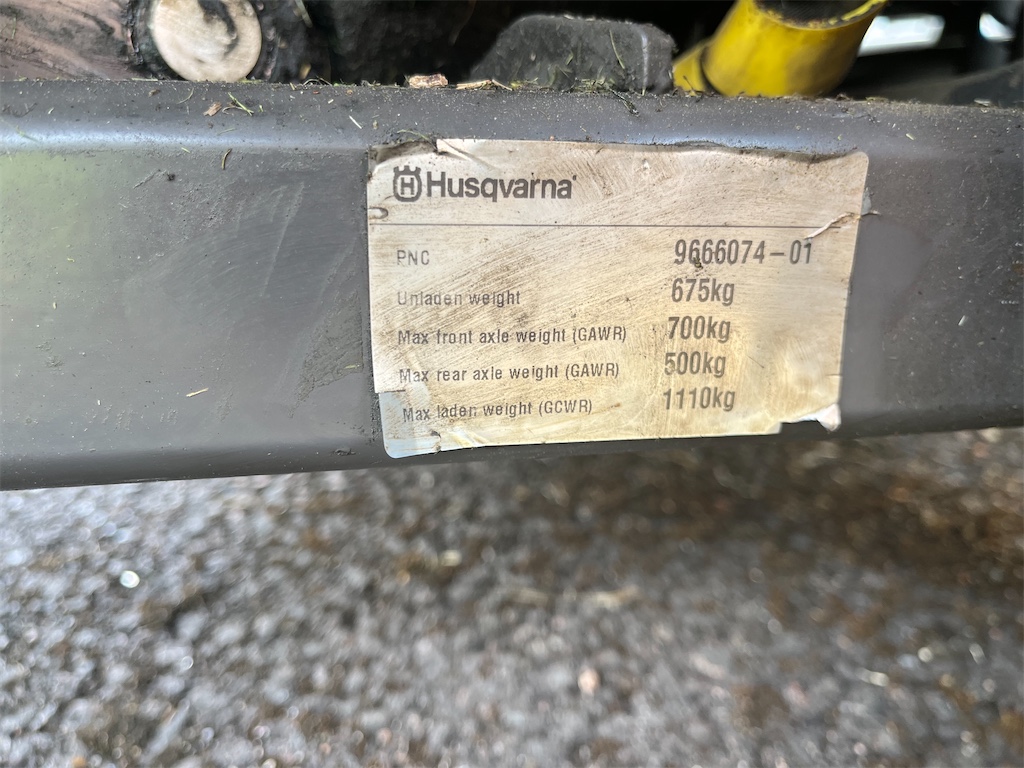 Husqvarna
PNC 9666074-01
Unladen weight 675kg
Max front axle weight (GAWR) 700kg
Max rear axle weight (GAWR) 500kg
Max laden weight (GCWR) 1110kg